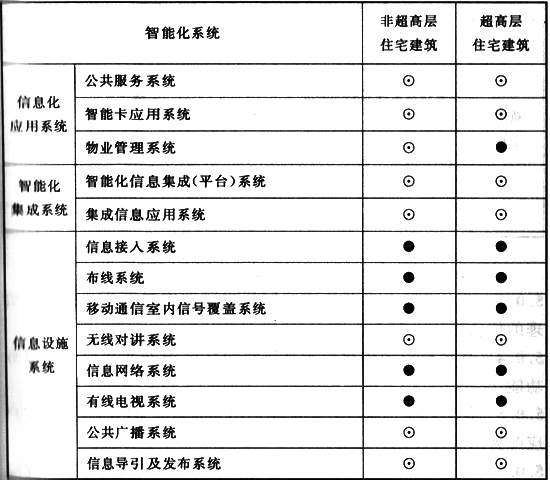 智能化系统 非超高层住宅建筑 超高层住宅建筑
信息化应用系统 公共服务系统 ⊙ ⊙
智能卡应用系统 ⊙ ⊙
物业管理系统 ⊙ ●
智能化集成系统 智能化信息集成(平台)系统 ⊙ ⊙
集成信息应用系统 ⊙ ⊙
信息设施系统 信息接入系统 ● ●
布线系统 ● ●
移动通信室内信号覆盖系统 ● ●
无线对讲系统 ⊙ ⊙
信息网络系统 ● ●
有线电视系统 ● ●
公共广播系统 ⊙ ⊙
信息导引及发布系统 ⊙ ⊙